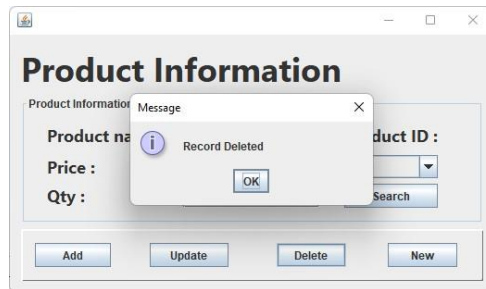 Product Information
Product Information
Message
Product na
duct ID :
Record Deleted
Price :
OK
Qty :
Search
Add Update Delete New